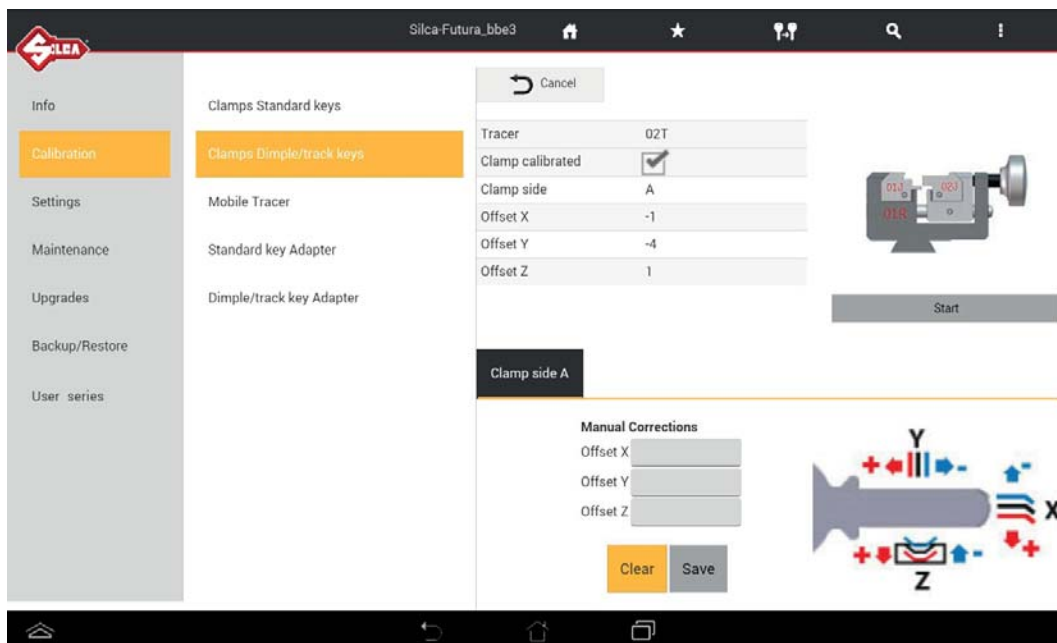 SILCA
Silca-Futura_bbe3
Info
Calibration
Settings
Maintenance
Upgrades
Backup/Restore
User series
Clamps Standard keys
Clamps Dimple/track keys
Mobile Tracer
Standard key Adapter
Dimple/track key Adapter
Cancel
Tracer 02T
Clamp calibrated
Clamp side A
Offset X -1
Offset Y -4
Offset Z 1
01J 02J
01R
Start
Clamp side A
Manual Corrections
Offset X
Offset Y
Offset Z
Clear Save
Y
+ -
-
X
+
+ -
Z